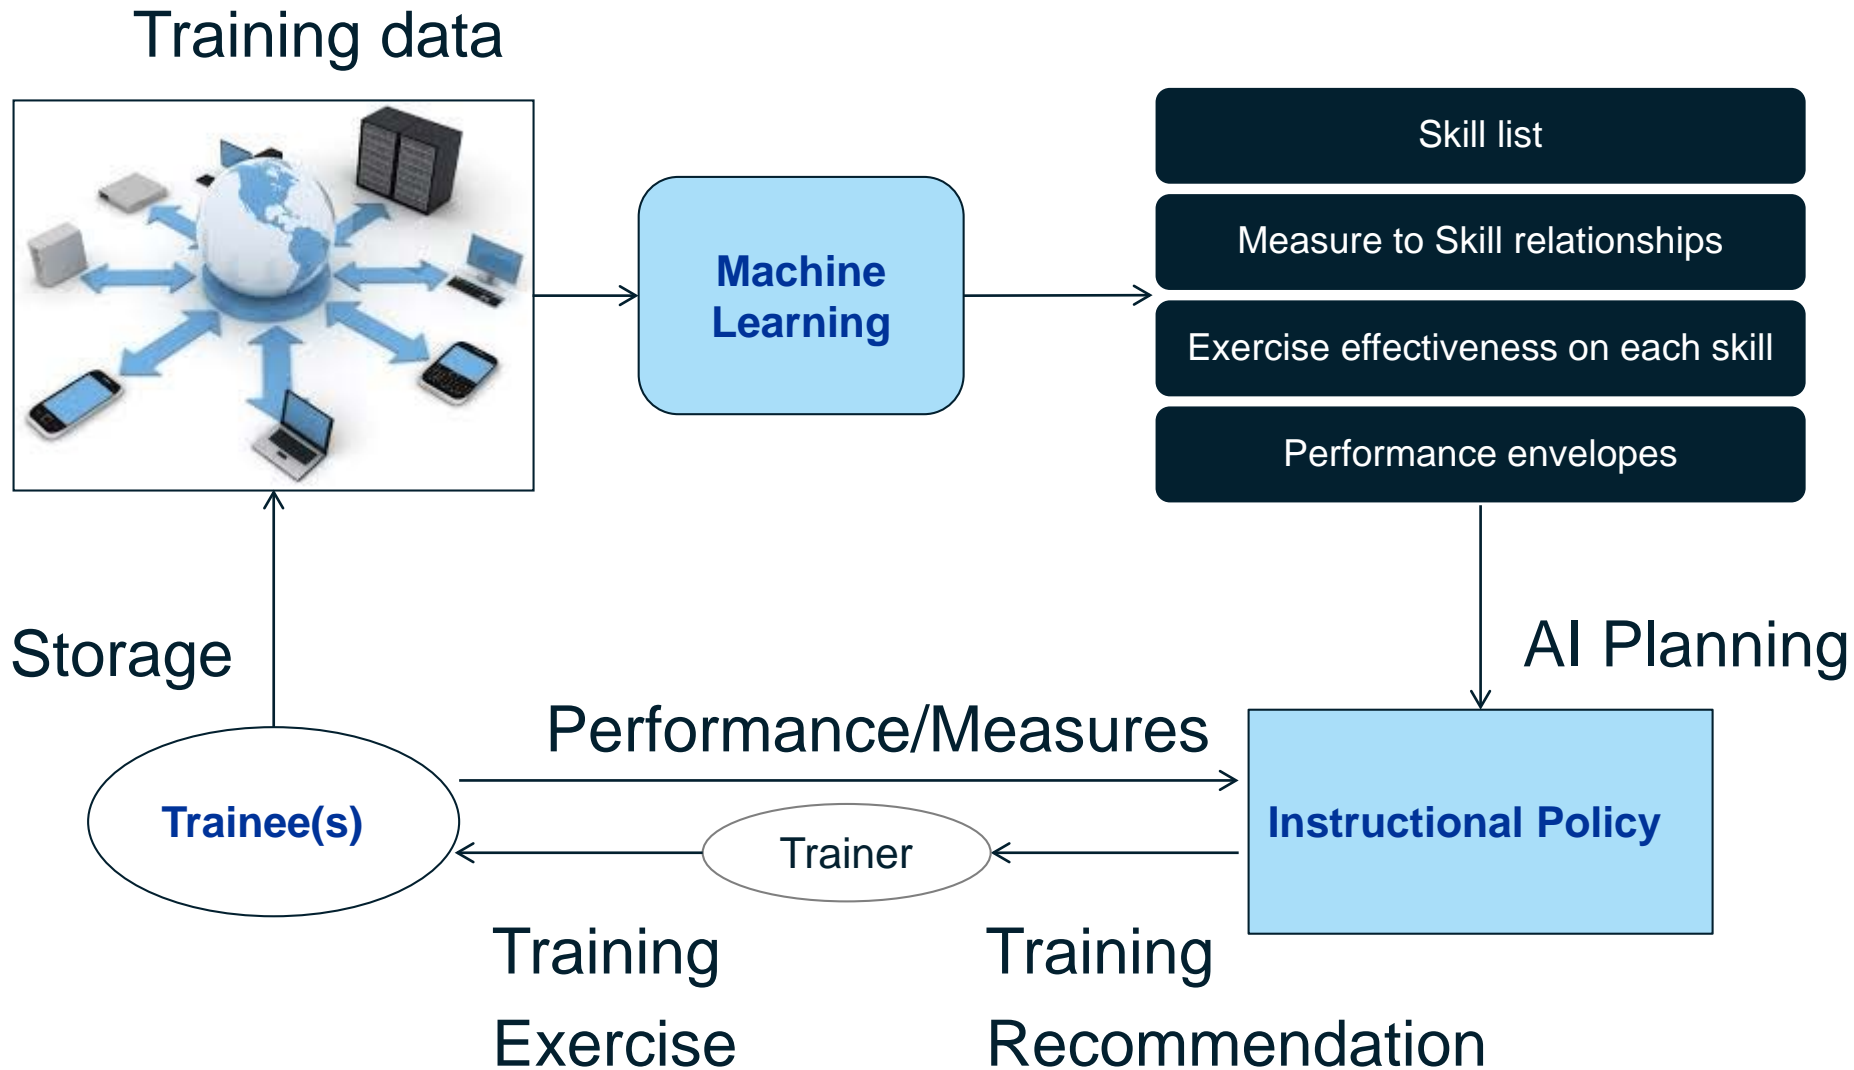 Training data
Skill list
Measure to Skill relationships
Machine
Learning
Exercise effectiveness on each skill
Performance envelopes
Storage
AI Planning
Performance/Measures
Trainee(s)
Trainer
Instructional Policy
Training
Exercise
Training
Recommendation